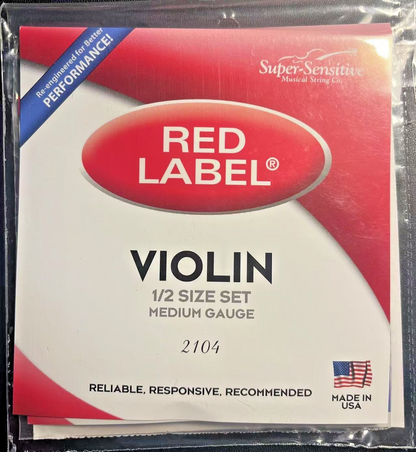 Re-engineered for Better
PERFORMANCE!
Super-Sensitive
Musical String Co.
RED
LABEL®
VIOLIN
1/2 SIZE SET
MEDIUM GAUGE
2104
RELIABLE, RESPONSIVE, RECOMMENDED
MADE IN
USA